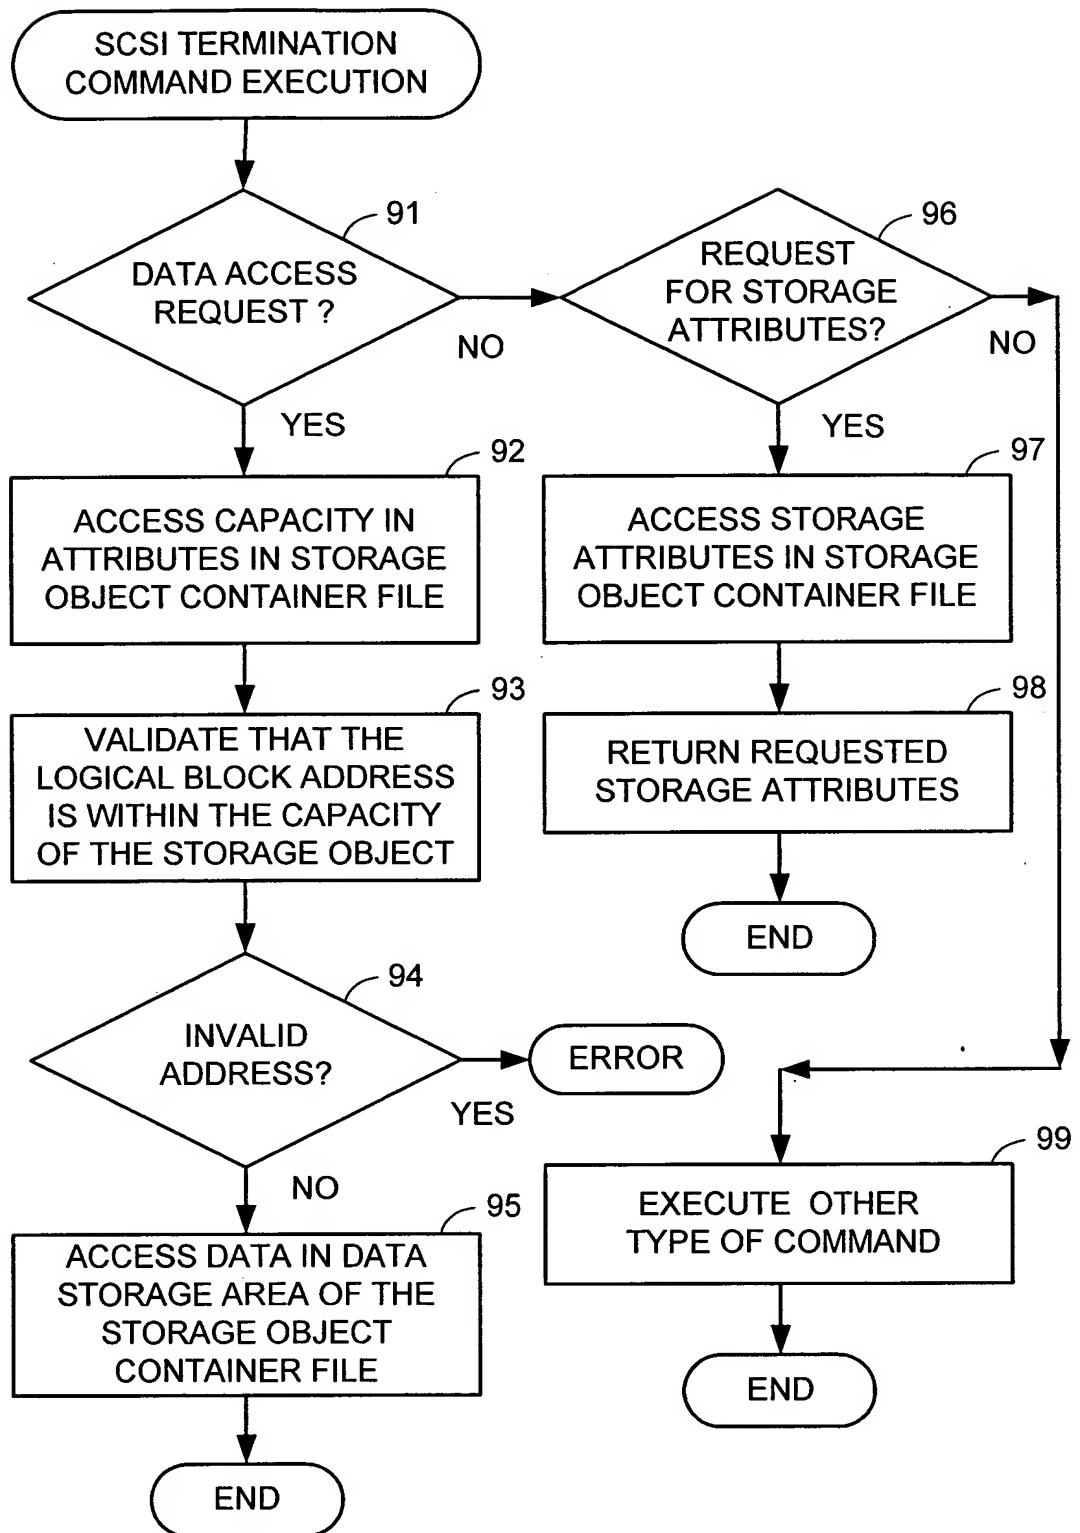 SCSI TERMINATION
COMMAND EXECUTION
91
DATA ACCESS
REQUEST ?
NO
YES
96
REQUEST
FOR STORAGE
ATTRIBUTES?
NO
YES
92
ACCESS CAPACITY IN
ATTRIBUTES IN STORAGE
OBJECT CONTAINER FILE
97
ACCESS STORAGE
ATTRIBUTES IN STORAGE
OBJECT CONTAINER FILE
93
VALIDATE THAT THE
LOGICAL BLOCK ADDRESS
IS WITHIN THE CAPACITY
OF THE STORAGE OBJECT
98
RETURN REQUESTED
STORAGE ATTRIBUTES
END
94
INVALID
ADDRESS?
YES
ERROR
NO
95
ACCESS DATA IN DATA
STORAGE AREA OF THE
STORAGE OBJECT
CONTAINER FILE
END
99
EXECUTE OTHER
TYPE OF COMMAND
END